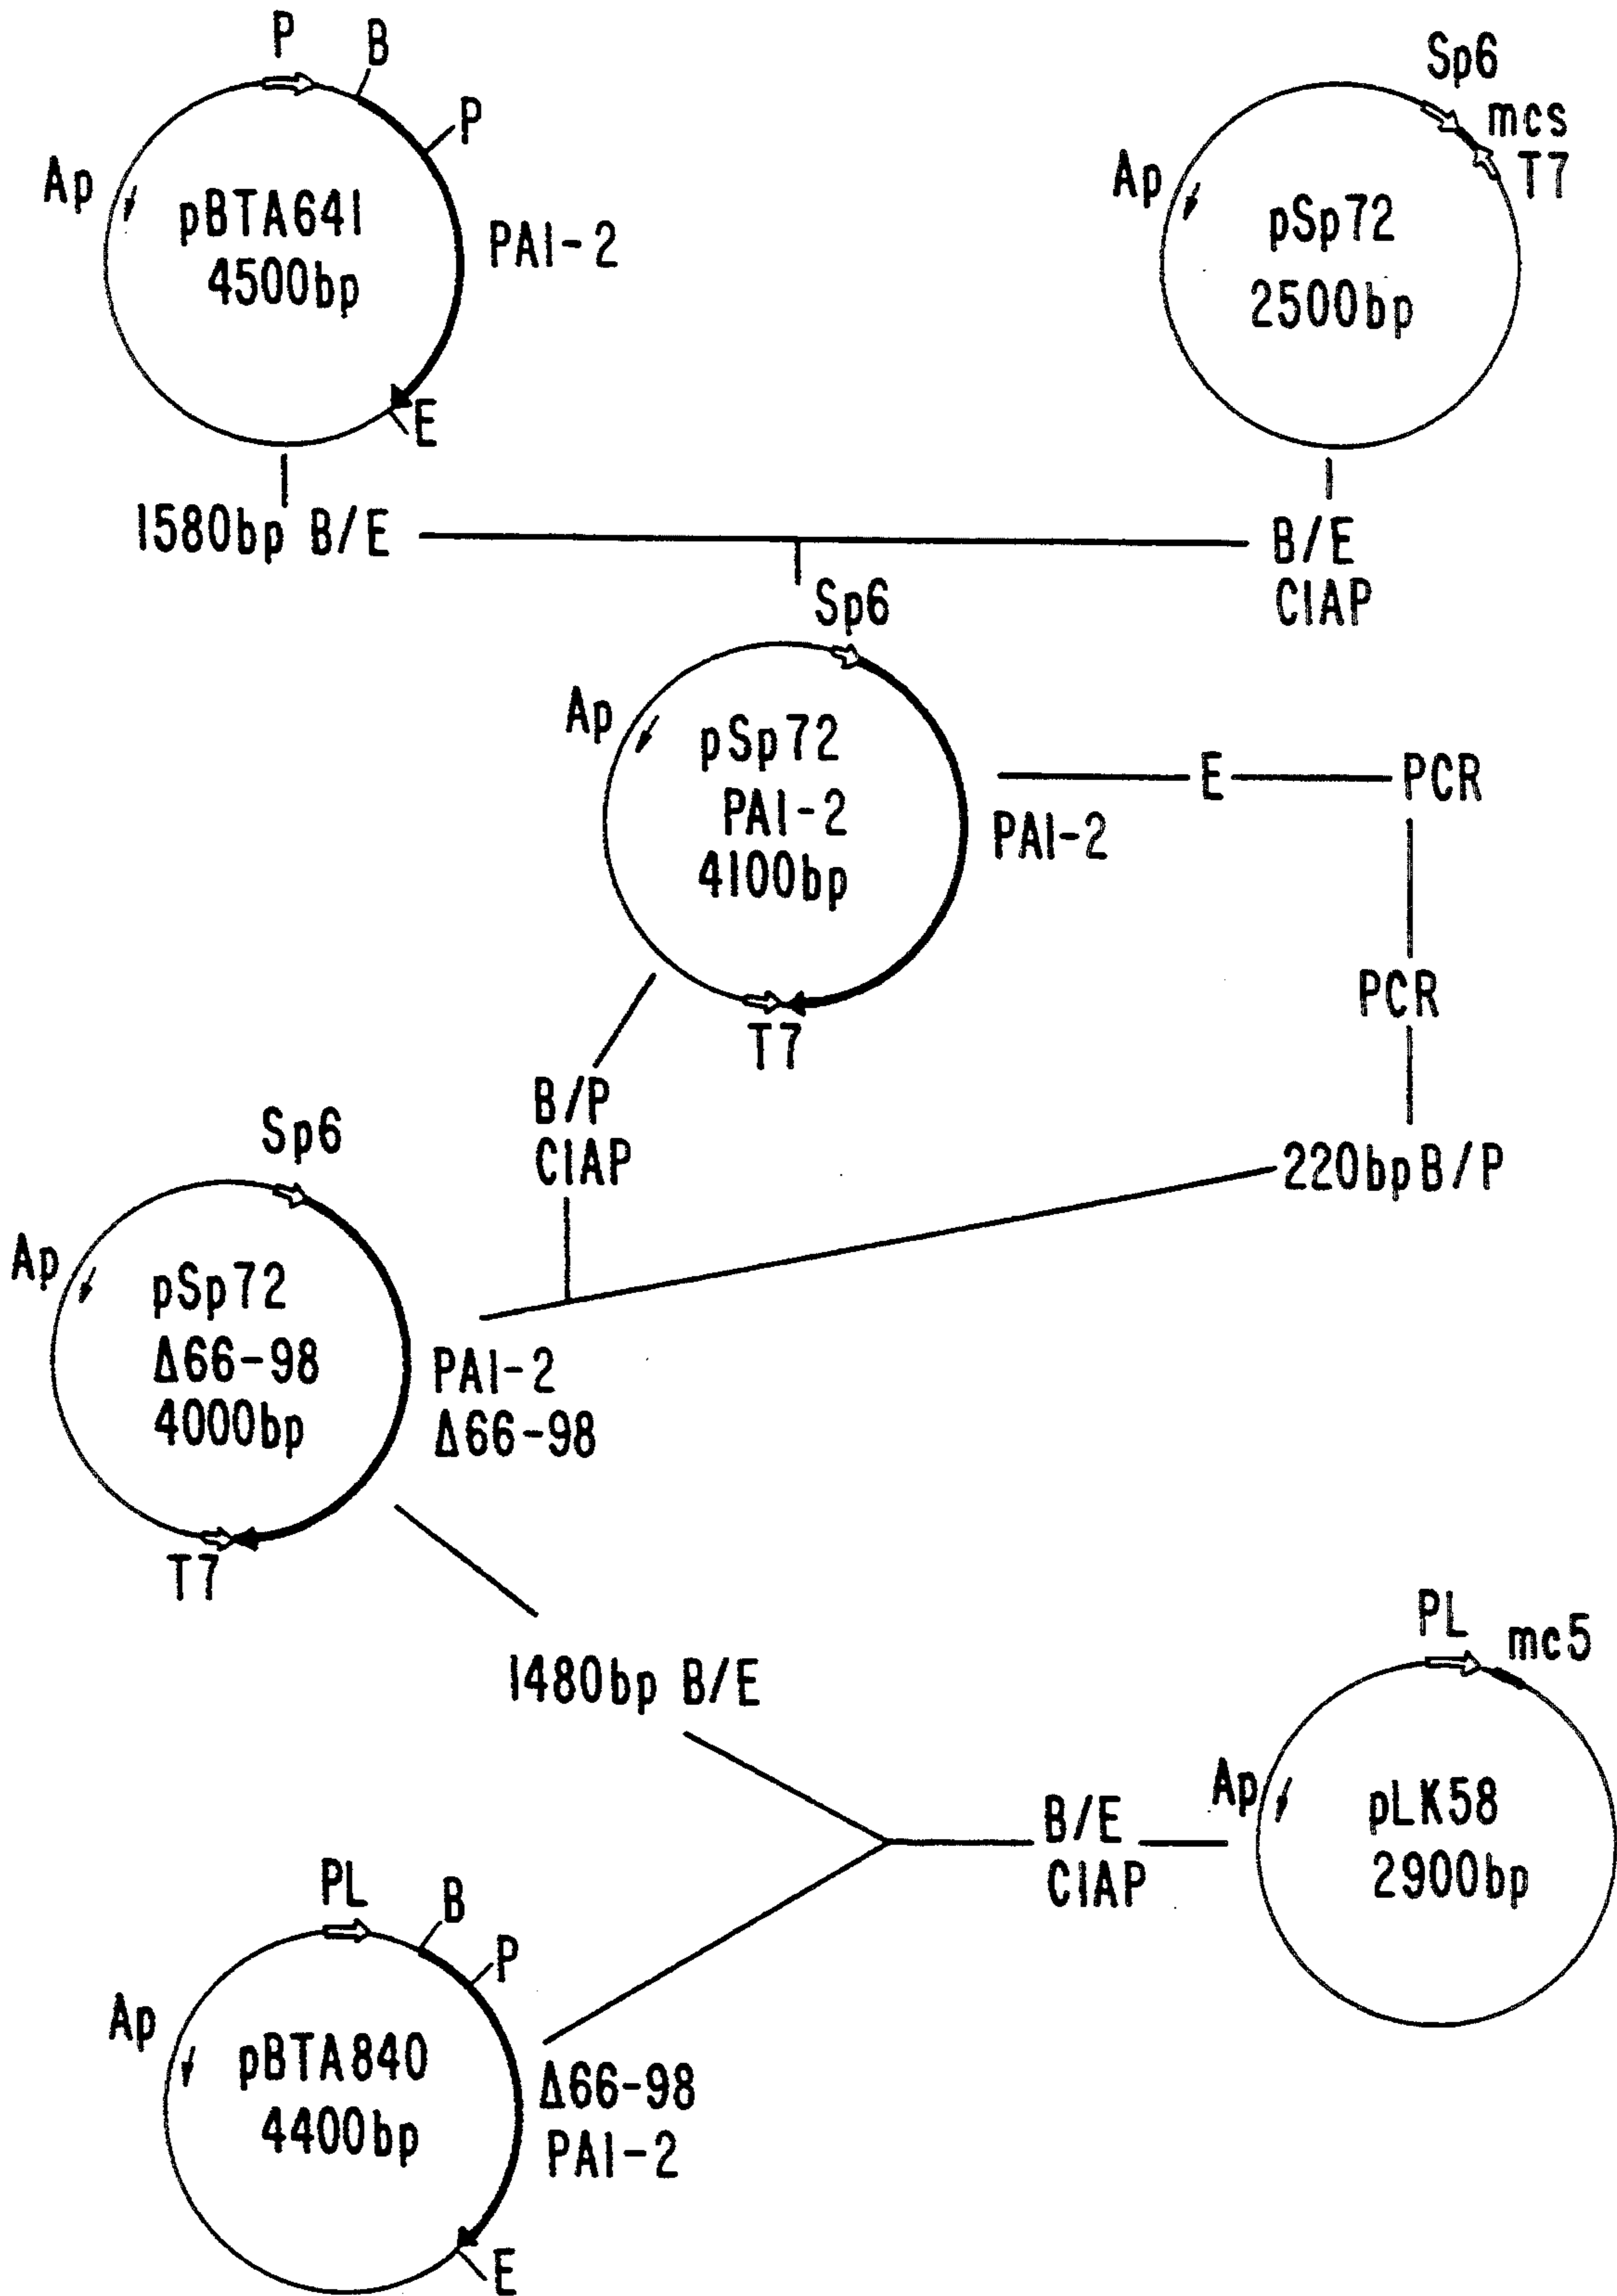 P
B
P
Ap
pBTA641
4500bp
PAI-2
E
Sp6
mcs
T7
Ap
pSp72
2500bp
1580bp B/E
B/E
CIAP
Sp6
Ap
pSp72
PAI-2
4100bp
PAI-2
T7
E
PCR
PCR
220bp B/P
B/P
CIAP
Sp6
Ap
pSp72
Δ66-98
4000bp
PAI-2
Δ66-98
T7
1480bp B/E
PL
mc5
Ap
pLK58
2900bp
B/E
CIAP
PL
B
P
Ap
pBTA840
4400bp
Δ66-98
PAI-2
E